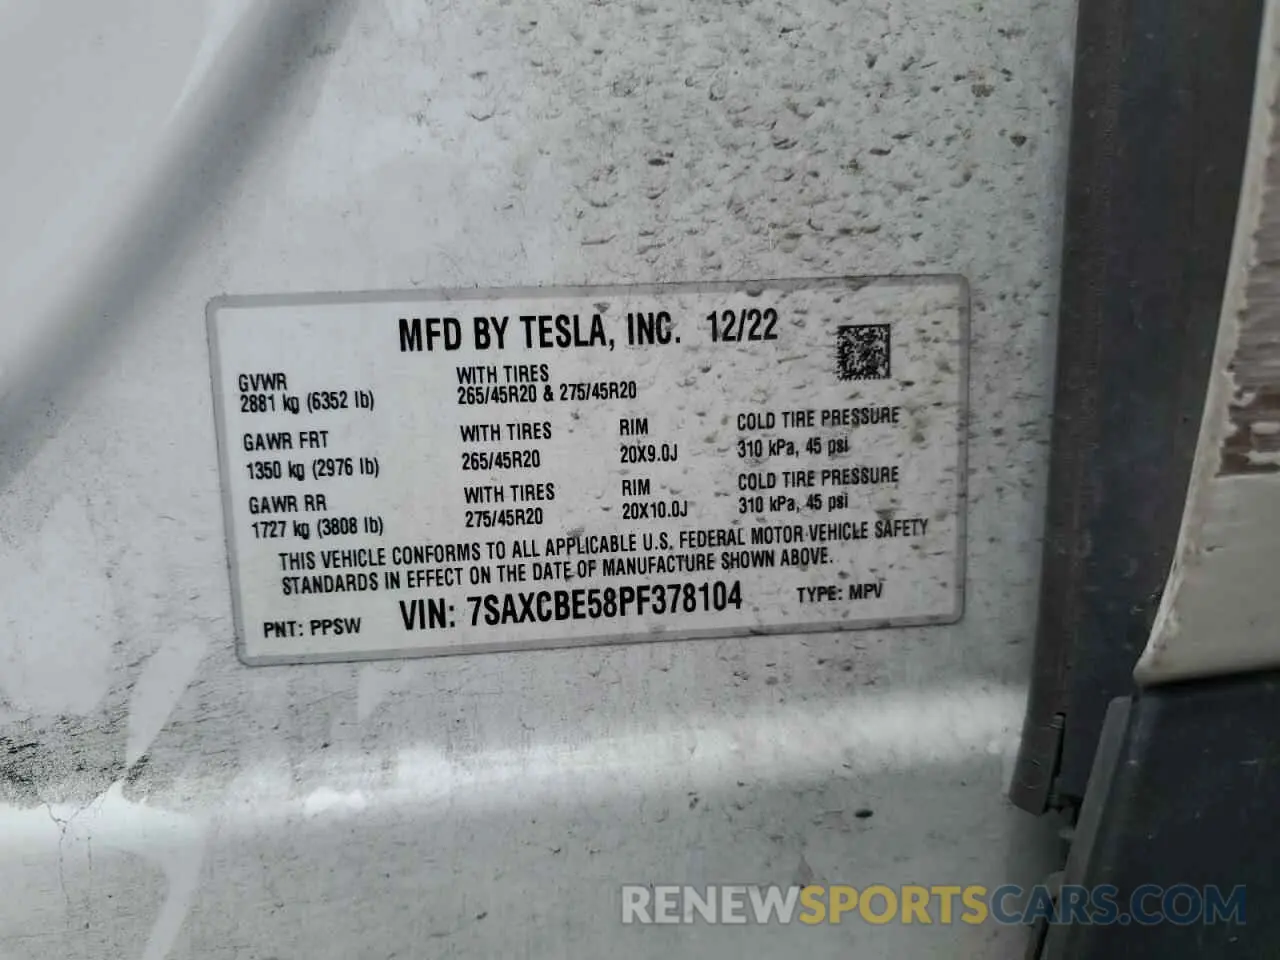 MFD BY TESLA, INC. 12/22
GVWR
2881 kg (6352 lb)
WITH TIRES
265/45R20 & 275/45R20
GAWR FRT
1350 kg (2976 lb)
WITH TIRES
265/45R20
RIM
20X9.0J
COLD TIRE PRESSURE
310 kPa, 45 psi
GAWR RR
1727 kg (3808 lb)
WITH TIRES
275/45R20
RIM
20X10.0J
COLD TIRE PRESSURE
310 kPa, 45 psi
THIS VEHICLE CONFORMS TO ALL APPLICABLE U.S. FEDERAL MOTOR VEHICLE SAFETY
STANDARDS IN EFFECT ON THE DATE OF MANUFACTURE SHOWN ABOVE.
PNT: PPSW VIN: 7SAXCBE58PF378104 TYPE: MPV
RENEWSPORTSCARS.COM